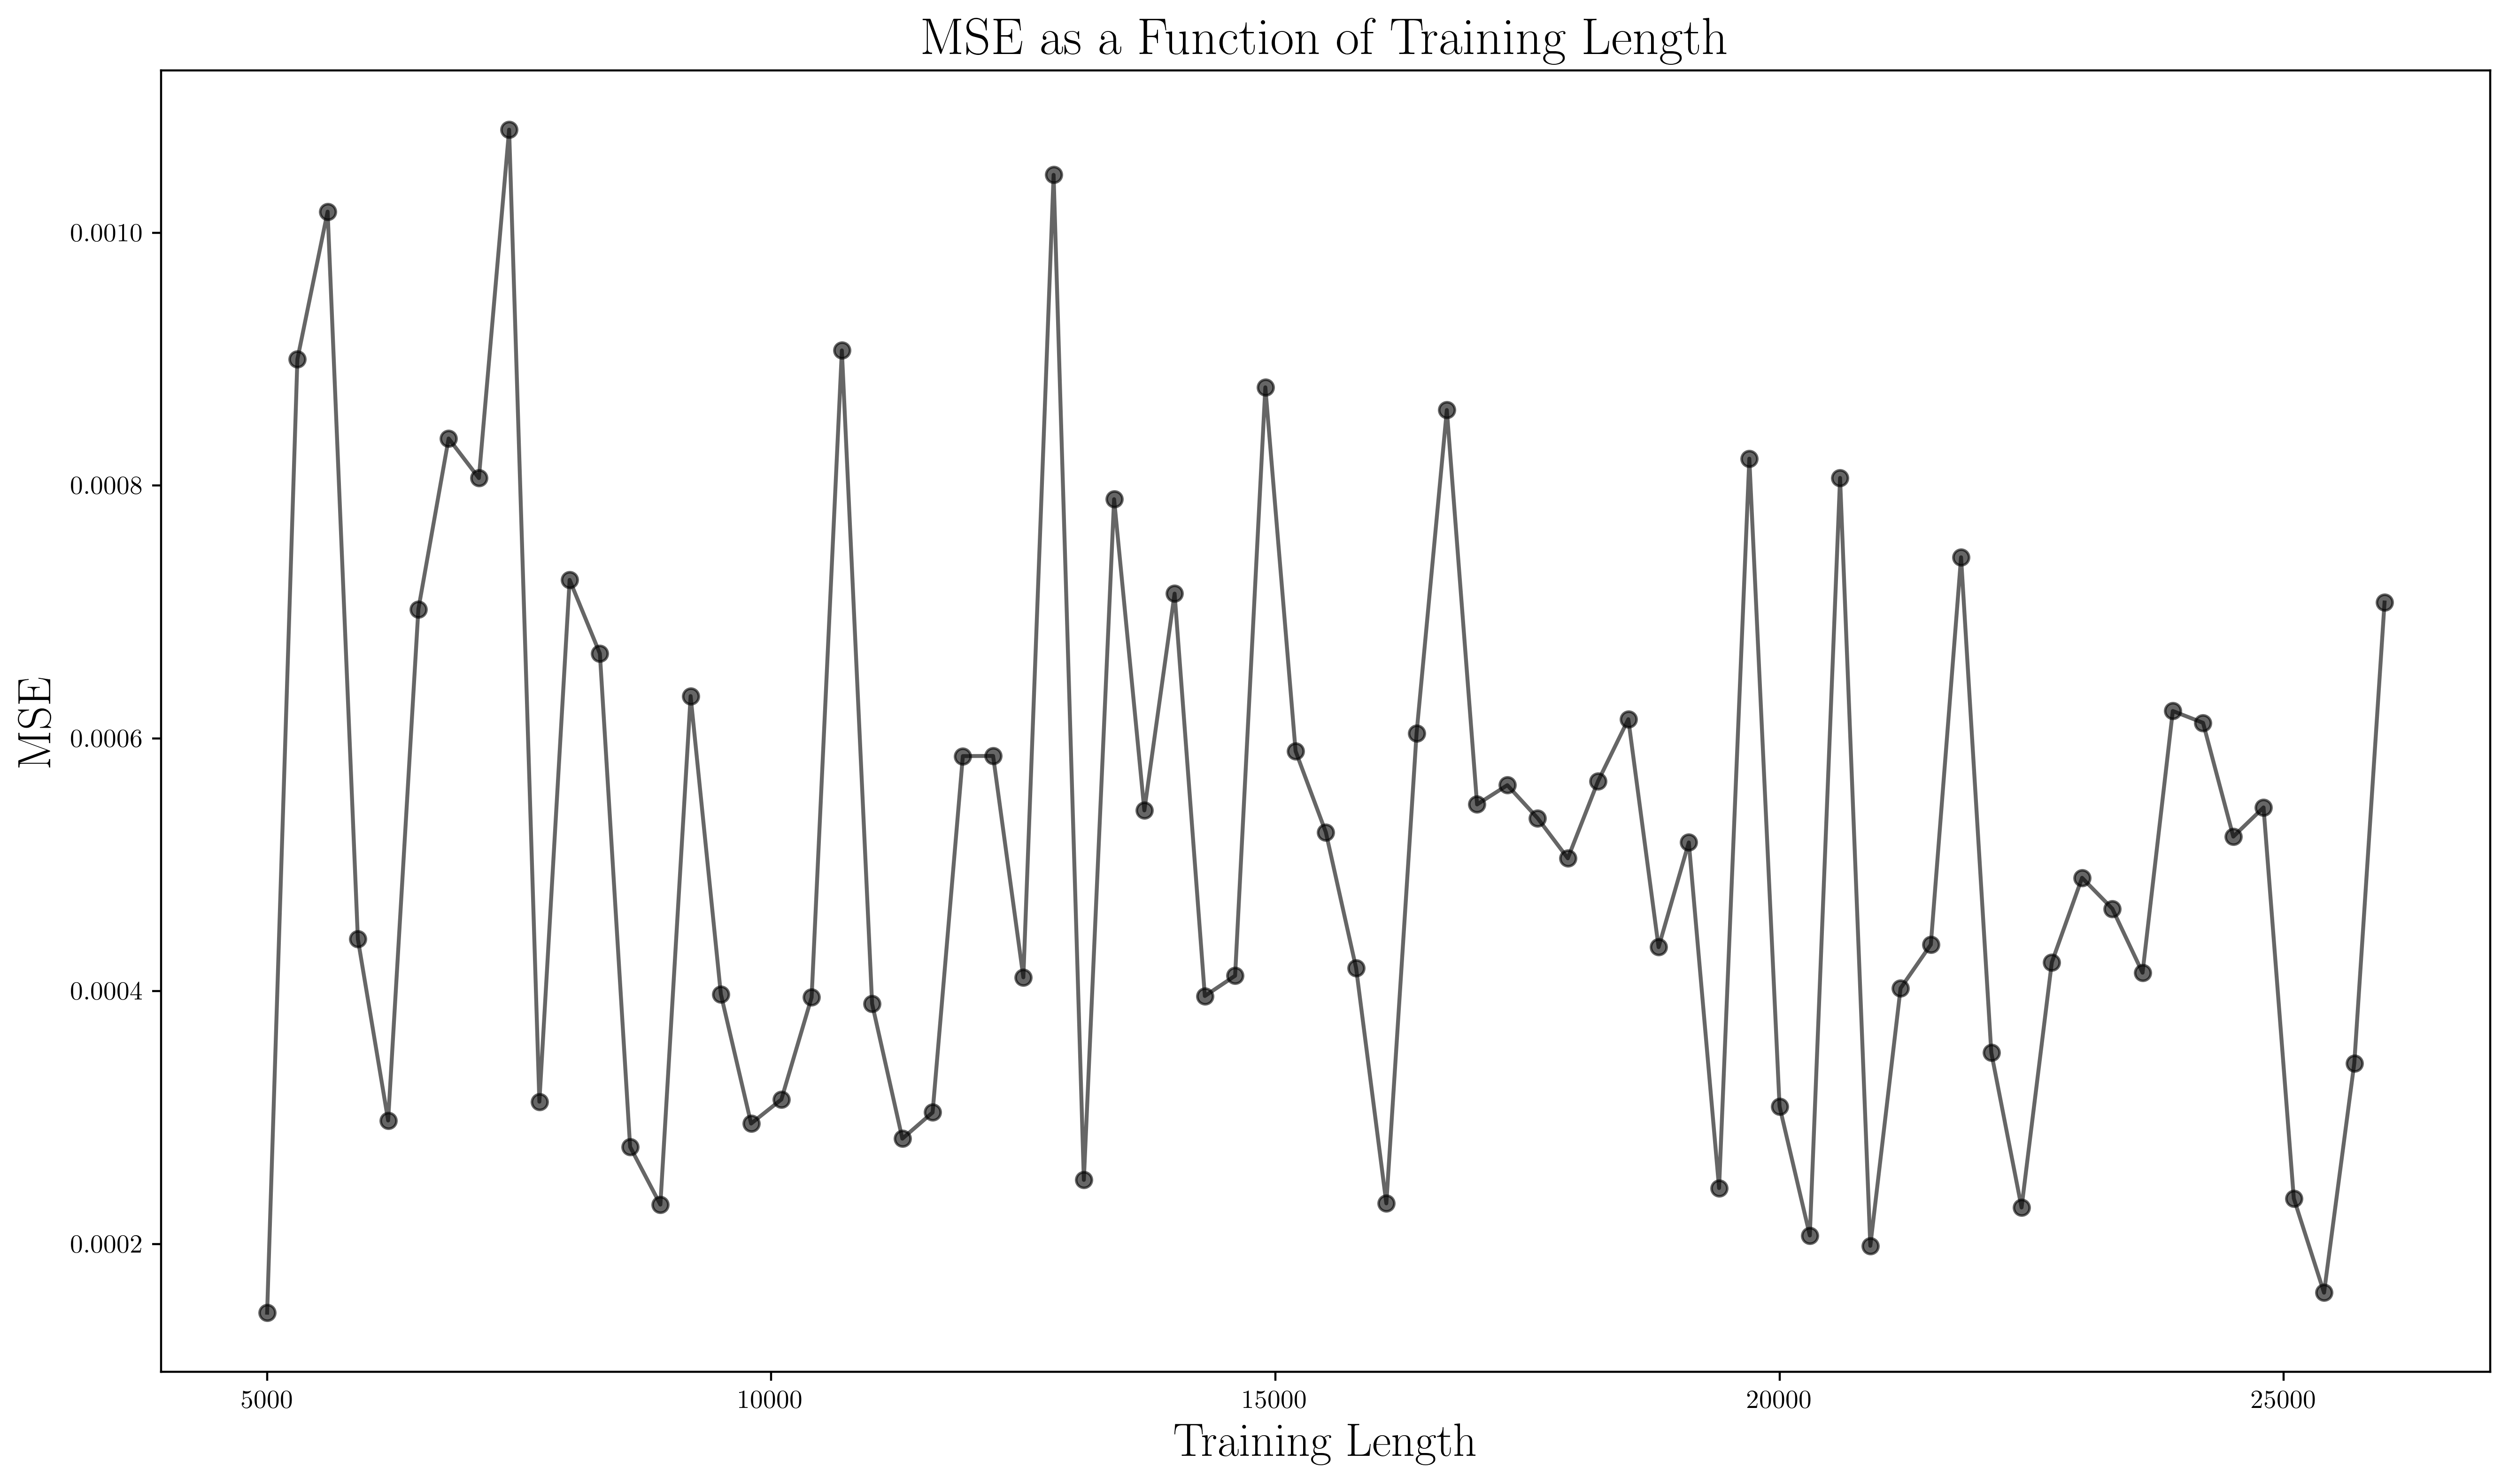 MSE as a Function of Training Length
MSE
0.0010
0.0008
0.0006
0.0004
0.0002
5000 10000 15000 20000 25000
Training Length